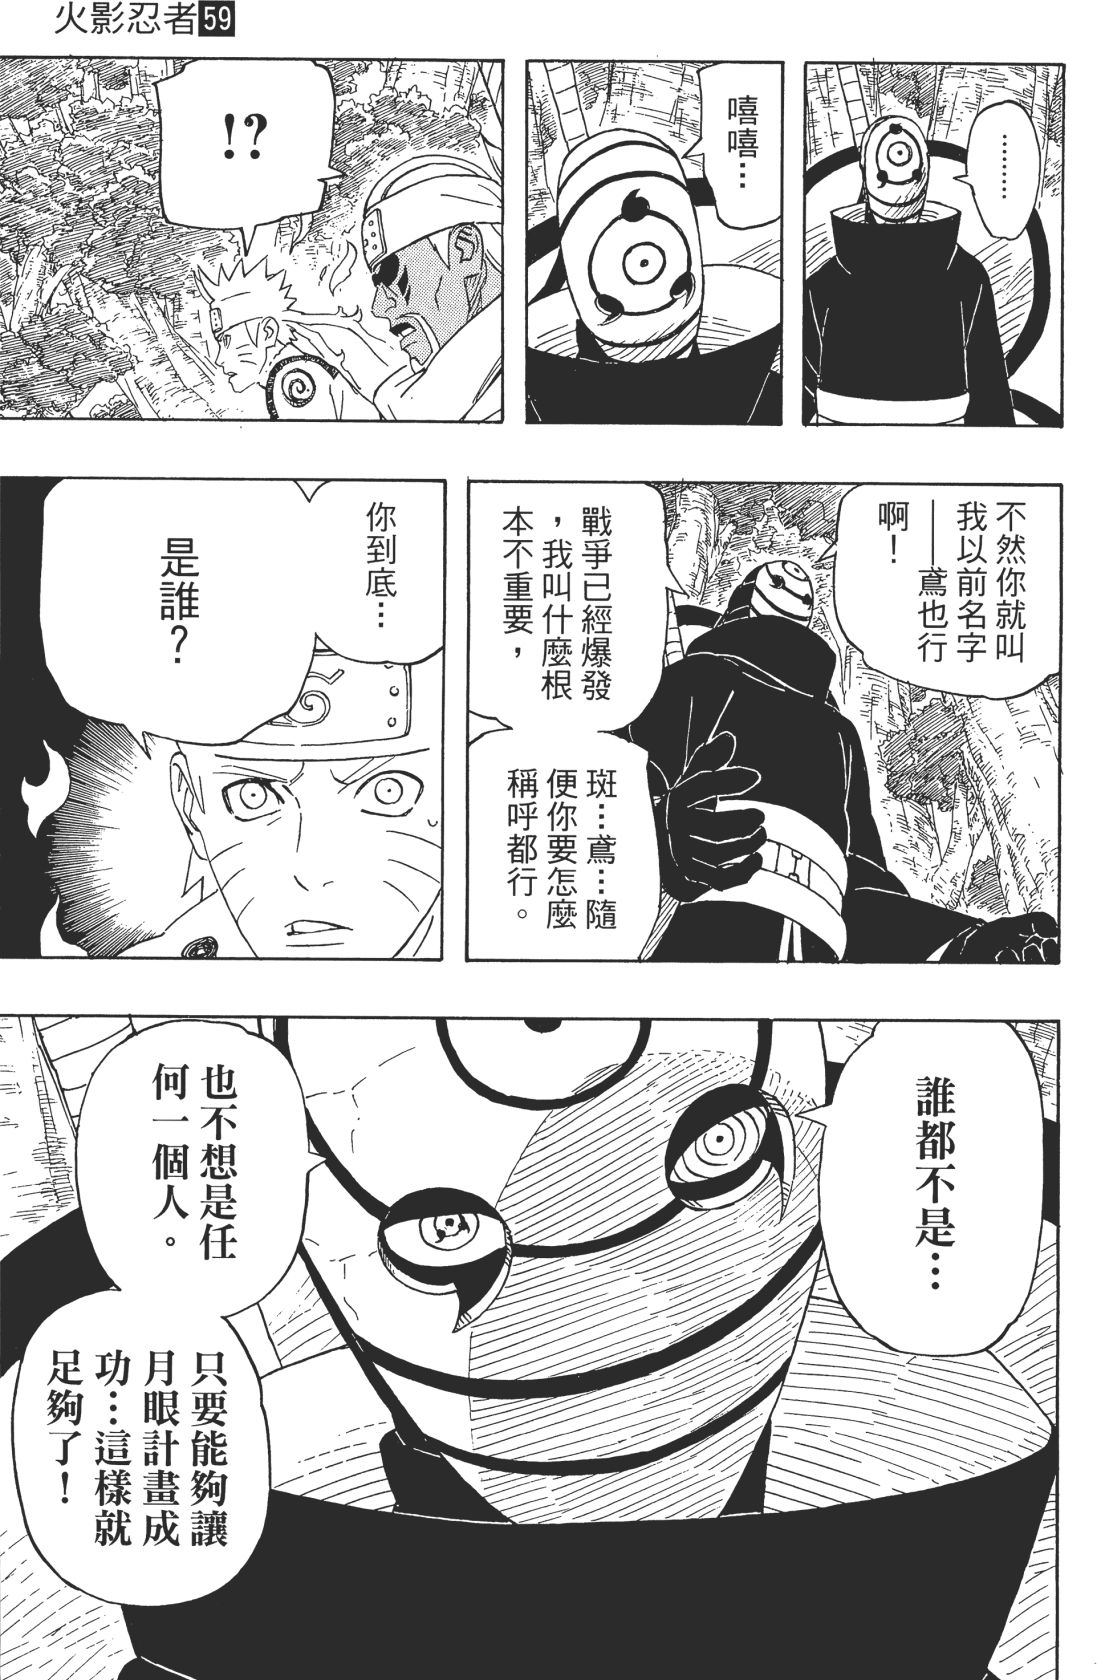 火影忍者59
………
嘻嘻…
!?
不然你就叫
我以前名字
——鳶也行
啊！
戰爭已經爆發
，我叫什麼根
本不重要，
斑…鳶…隨
便你要怎麼
稱呼都行。
你到底…
是誰？
誰都不是…
也不想是任
何一個人。
只要能夠讓
月眼計畫成
功…這樣就
足夠了！